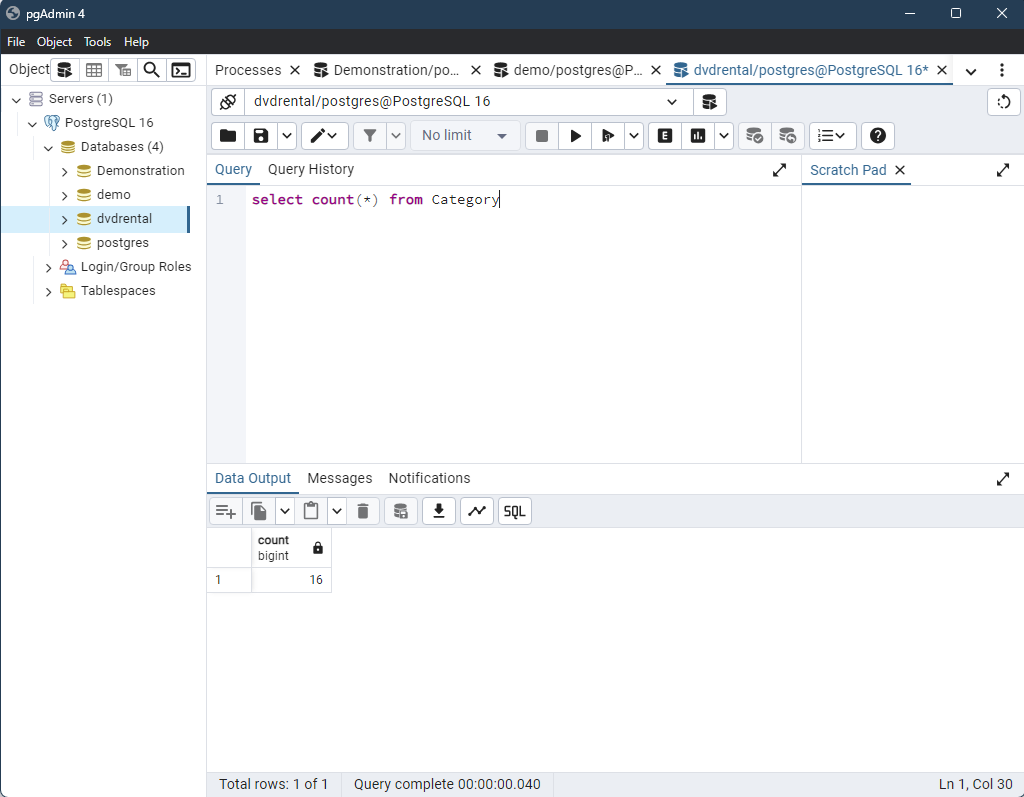 pgAdmin 4
File Object Tools Help
Object
Processes Demonstration/po... demo/postgres@P... dvdrental/postgres@PostgreSQL 16*
Servers (1)
PostgreSQL 16
Databases (4)
Demonstration
demo
dvdrental
postgres
Login/Group Roles
Tablespaces
dvdrental/postgres@PostgreSQL 16
No limit E
Query Query History
Scratch Pad
1 select count(*) from Category
Data Output Messages Notifications
SQL
count
bigint
1 16
Total rows: 1 of 1 Query complete 00:00:00.040 Ln 1, Col 30